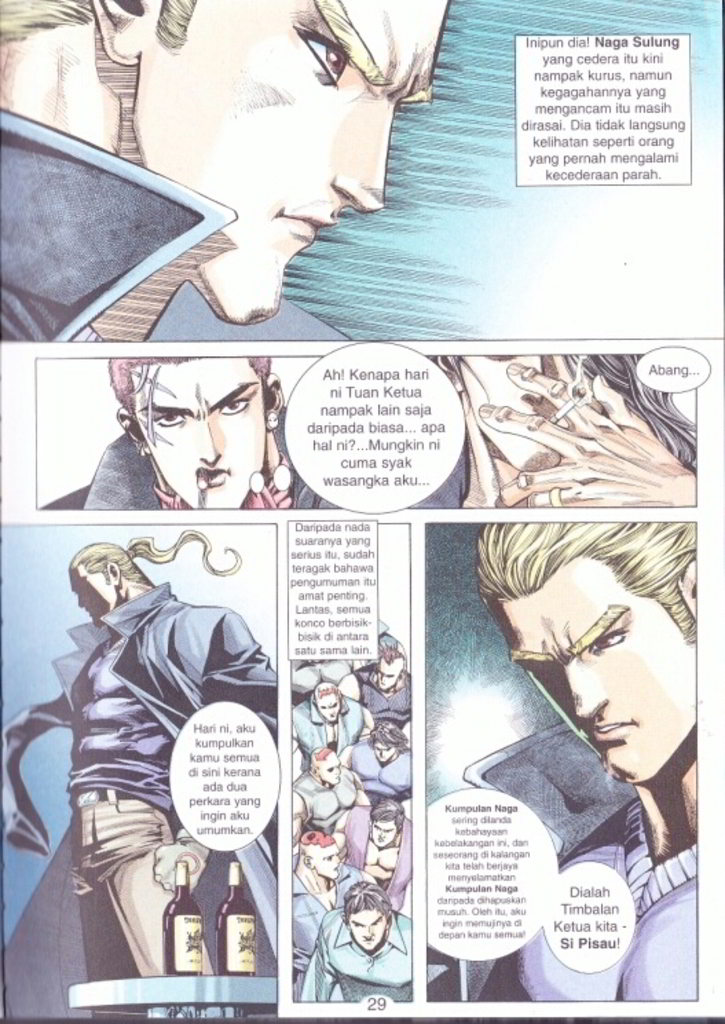 Inipun dia! Naga Sulung
yang cedera itu kini
nampak kurus, namun
kegagahannya yang
mengancam itu masih
dirasai. Dia tidak langsung
kelihatan seperti orang
yang pernah mengalami
kecederaan parah.
Ah! Kenapa hari
ni Tuan Ketua
nampak lain saja
daripada biasa... apa
hal ni?...Mungkin ni
cuma syak
wasangka aku...
Abang...
Hari ni, aku
kumpulkan
kamu semua
di sini kerana
ada dua
perkara yang
ingin aku
umumkan.
Daripada nada
suaranya yang
serius itu, sudah
teragak bahawa
pengumuman itu
amat penting.
Lantas, semua
konco berbisik-
bisik di antara
satu sama lain.
Kumpulan Naga
sering dilanda
kebahayaan
kebelakangan ini, dan
seseorang di kalangan
kita telah berjaya
menyelamatkan
Kumpulan Naga
daripada dihapuskan
musuh. Oleh itu, aku
ingin memujinya di
depan kamu semua!
Dialah
Timbalan
Ketua kita -
Si Pisau!
29